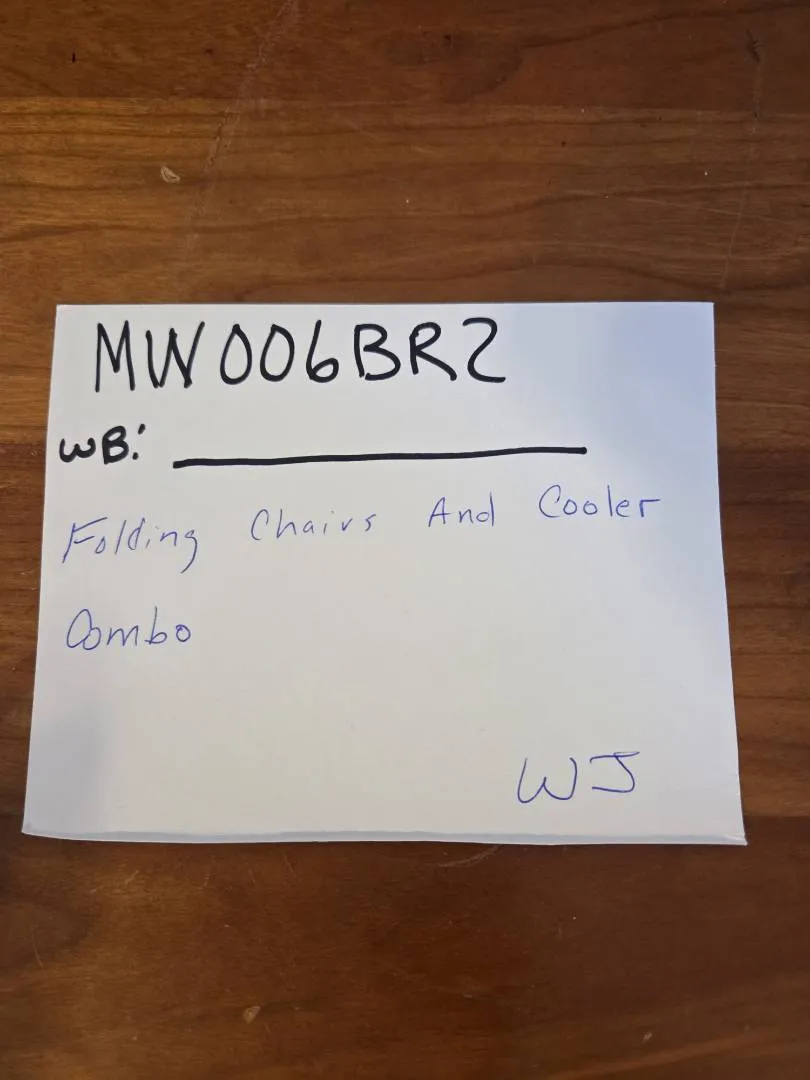 MW006BR2
WB:
Folding Chairs And Cooler
Combo
WJ